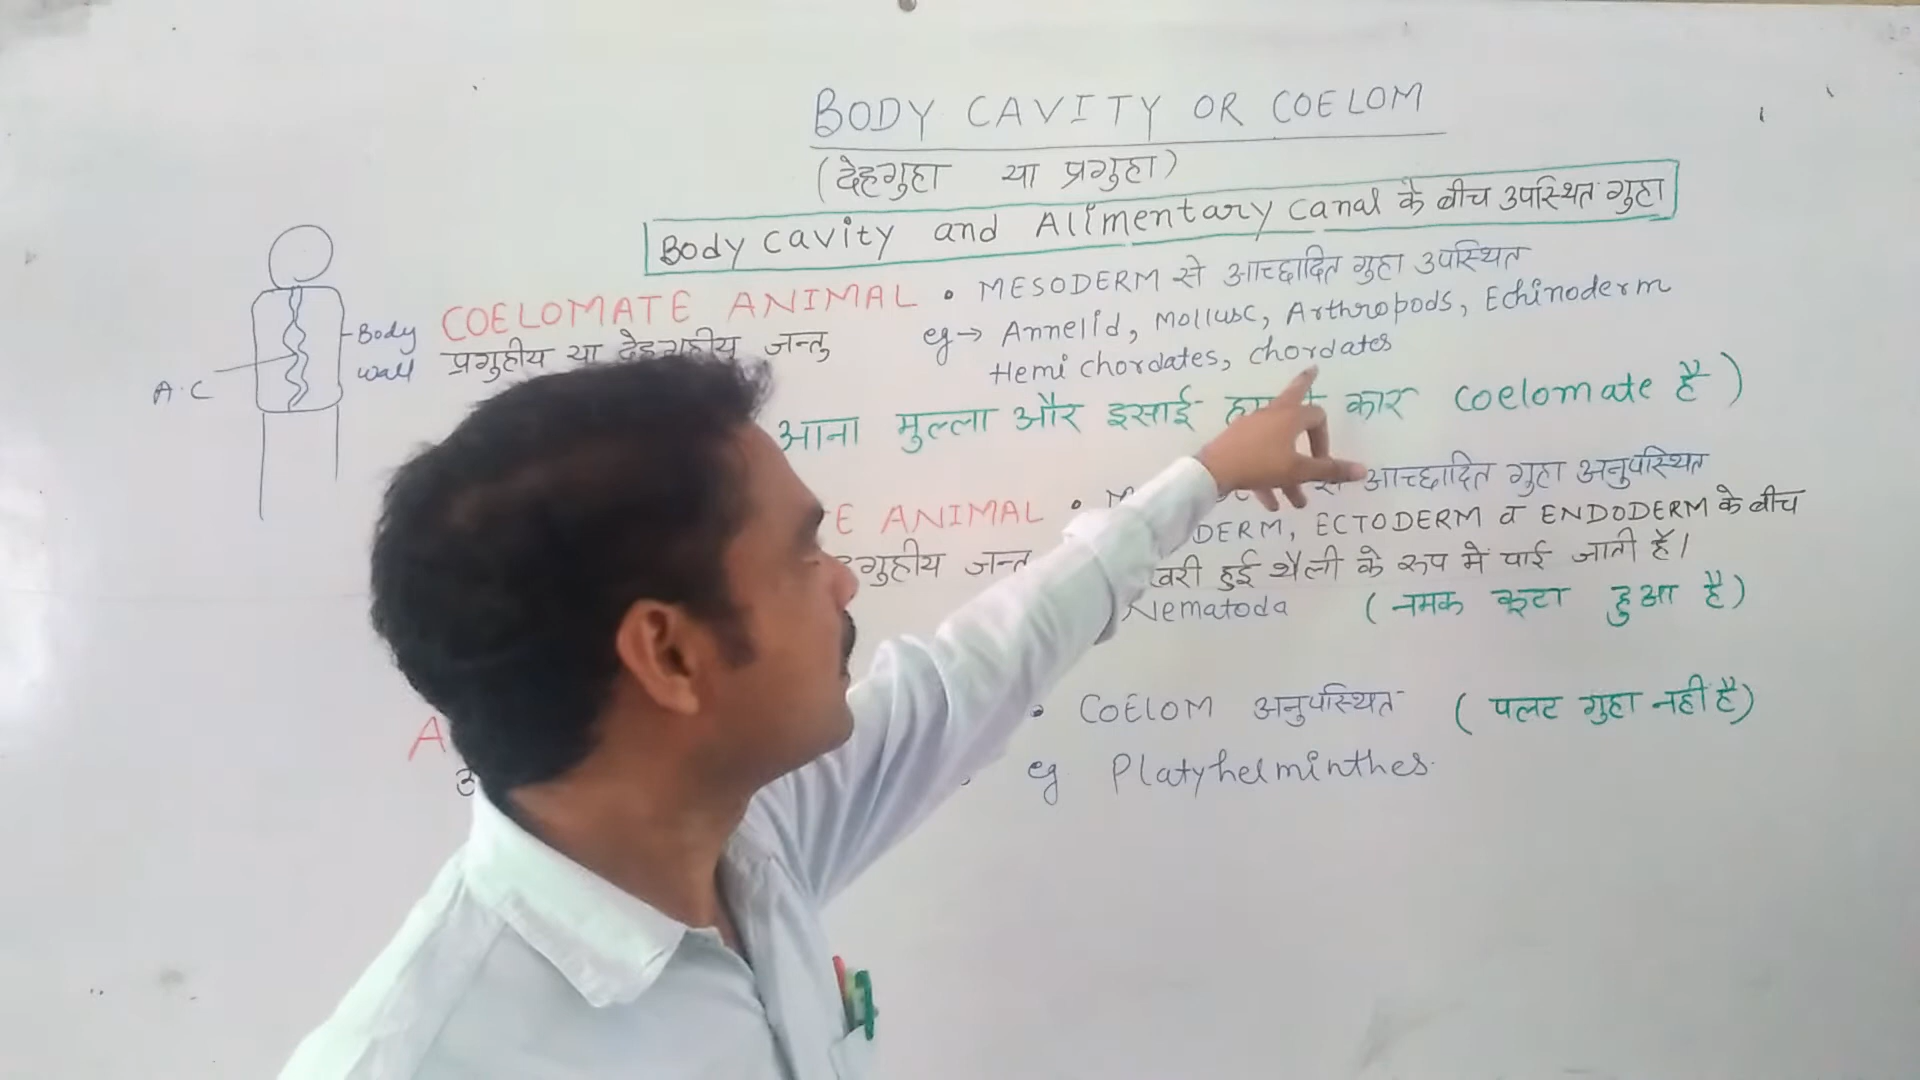 BODY CAVITY OR COELOM
(देहगुहा या प्रगुहा)
Body cavity and Alimentary canal के बीच उपस्थित गुहा
COELOMATE ANIMAL • MESODERM से आच्छादित गुहा उपस्थित
प्रगुहीय या देहगुहीय जन्तु
eg → Annelid, Mollusc, Arthropods, Echinoderm
Hemi chordates, chordates
Body wall
A.C
आना मुल्ला और इसाई कार coelomate है)
ANIMAL • से आच्छादित गुहा अनुपस्थित
DERM, ECTODERM व ENDODERM के बीच
जन्तु
हुई थैली के रूप में पाई जाती है।
Nematoda (नमक कूटा हुआ है)
• COELOM अनुपस्थित (पलट गुहा नही है)
eg Platyhelminthes.